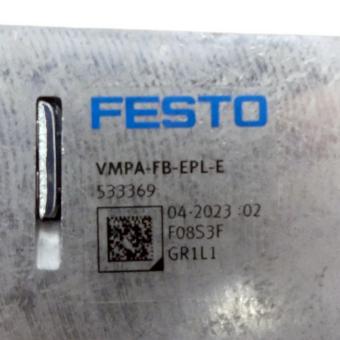 FESTO
VMPA-FB-EPL-E
533369
04-2023 :02
F08S3F
GR1L1